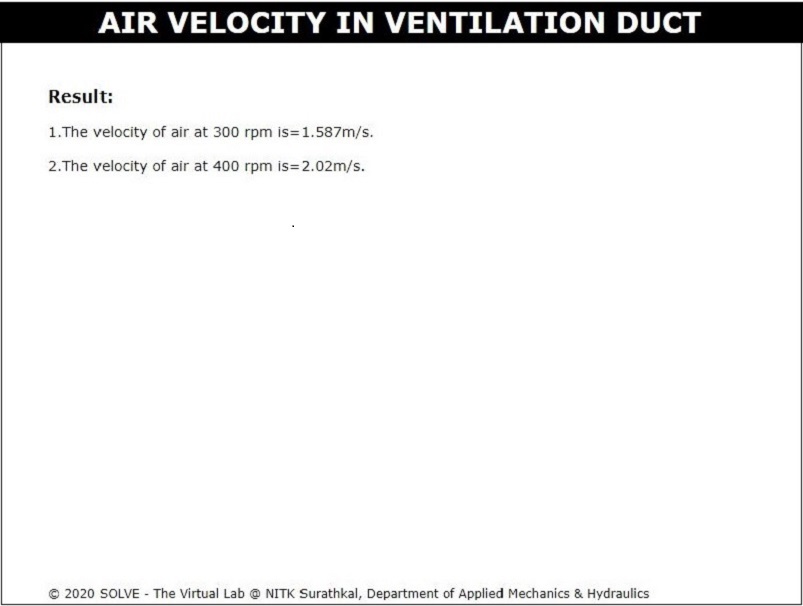 AIR VELOCITY IN VENTILATION DUCT
Result:
1.The velocity of air at 300 rpm is=1.587m/s.
2.The velocity of air at 400 rpm is=2.02m/s.
© 2020 SOLVE - The Virtual Lab @ NITK Surathkal, Department of Applied Mechanics & Hydraulics